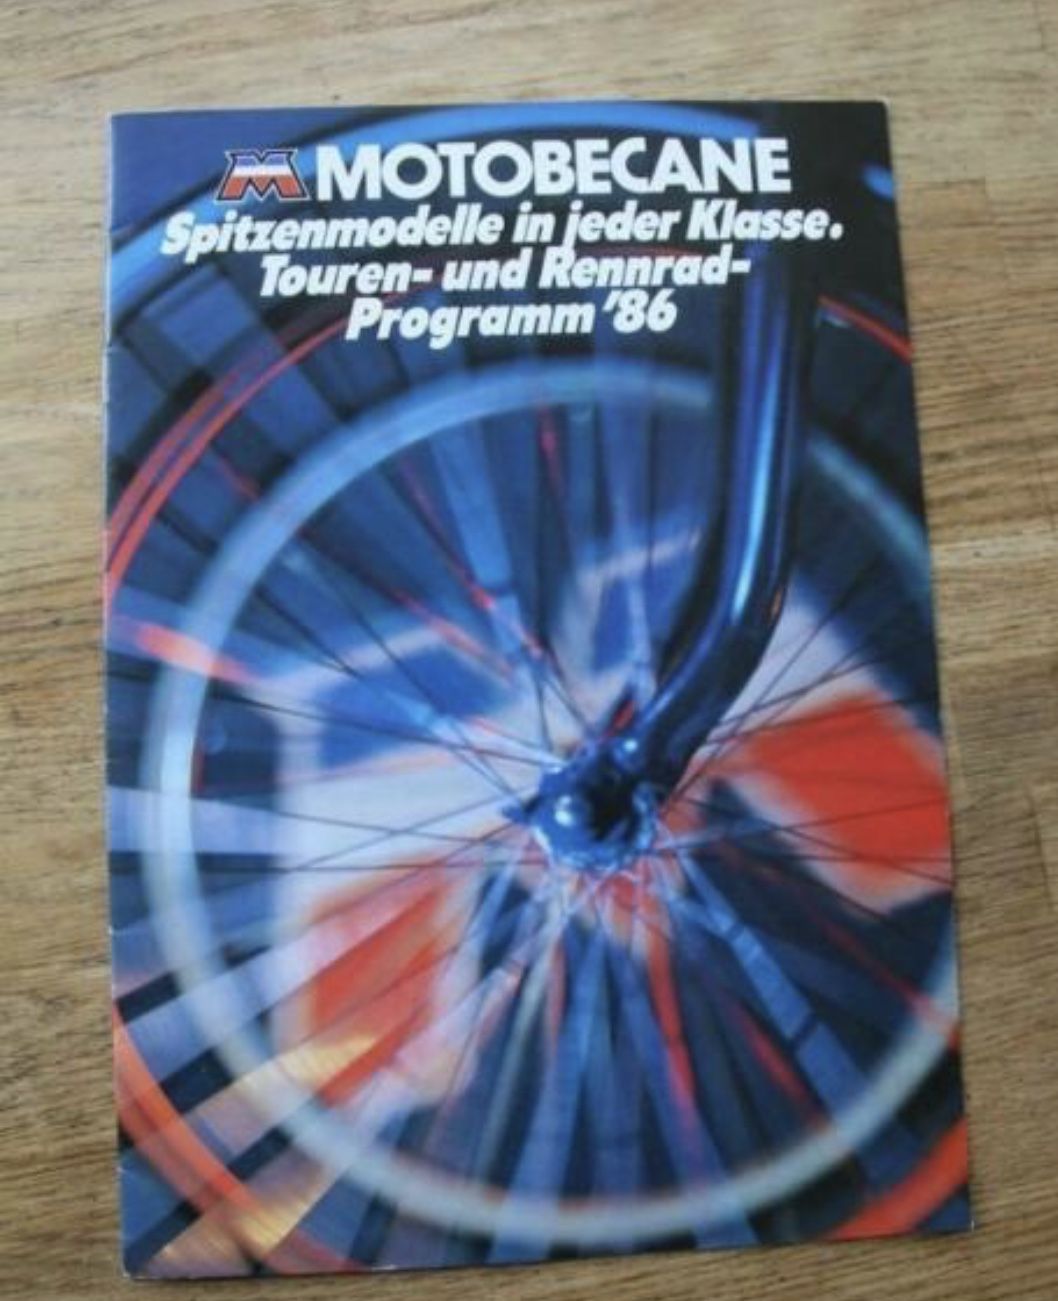 M MOTOBECANE
Spitzenmodelle in jeder Klasse.
Touren- und Rennrad-
Programm '86